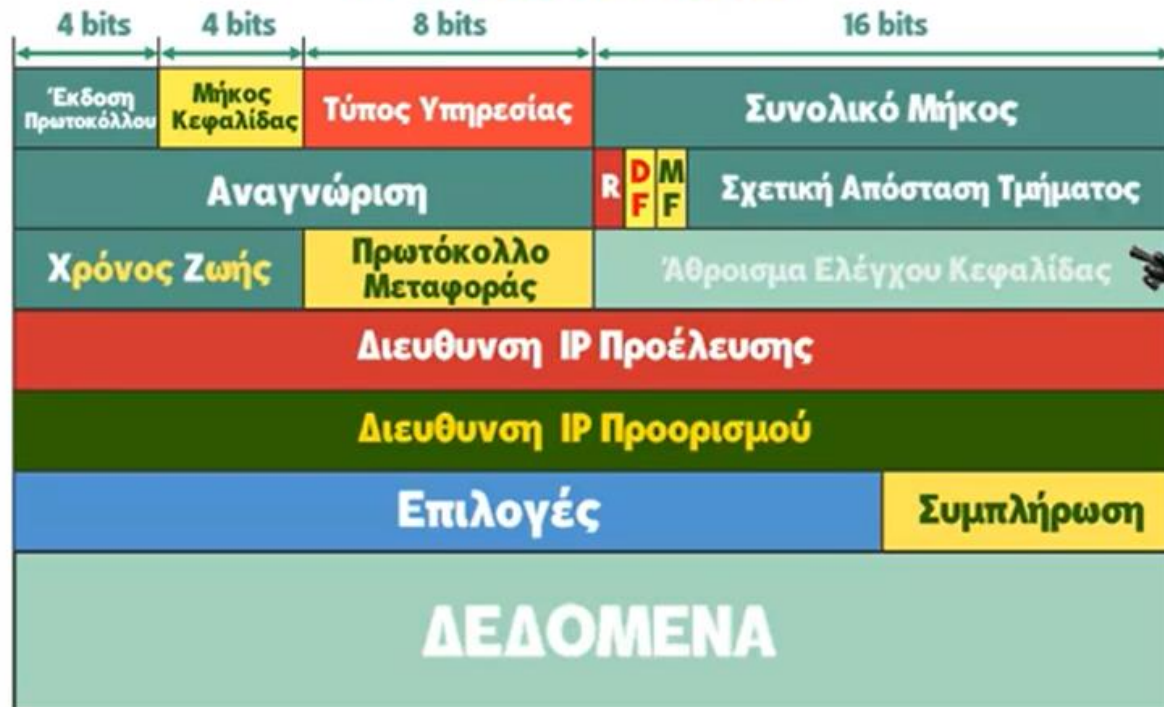 4 bits 4 bits 8 bits 16 bits
Έκδοση Πρωτοκόλλου
Μήκος Κεφαλίδας
Τύπος Υπηρεσίας
Συνολικό Μήκος
Αναγνώριση
R
DF
MF
Σχετική Απόσταση Τμήματος
Χρόνος Ζωής
Πρωτόκολλο
Μεταφοράς
Άθροισμα Ελέγχου Κεφαλίδας
Διευθυνση IP Προέλευσης
Διευθυνση IP Προορισμού
Επιλογές
Συμπλήρωση
ΔΕΔΟΜΕΝΑ